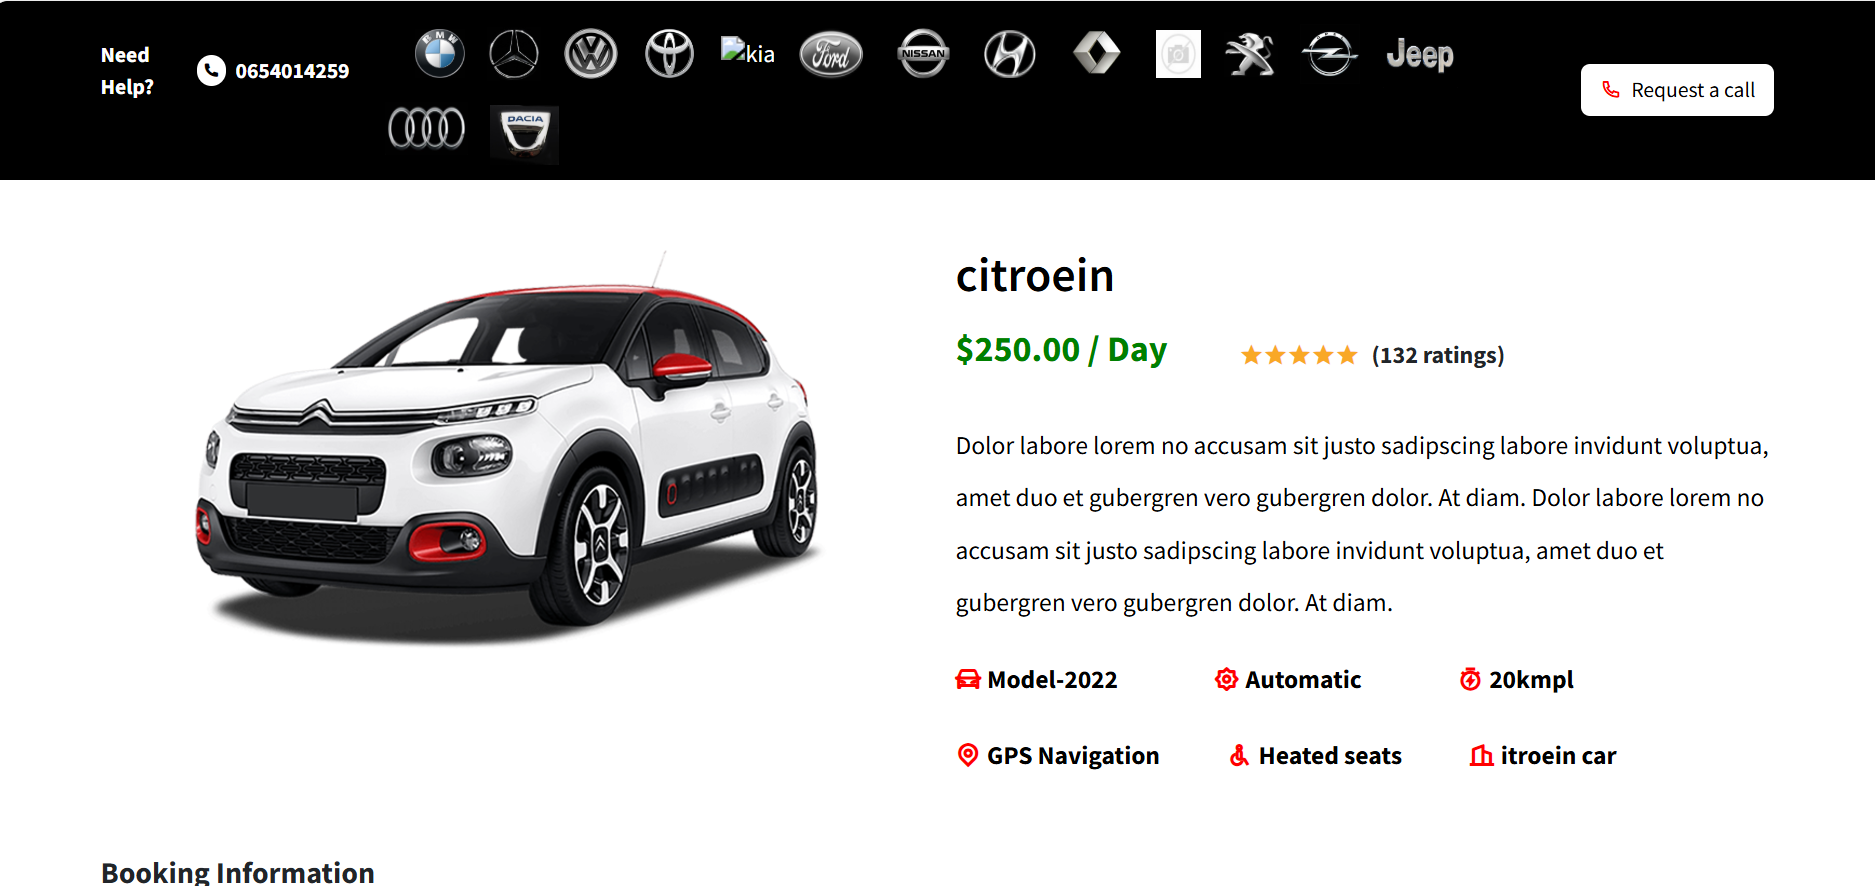 Need
Help?
0654014259
BMW
kia
Ford
NISSAN
Jeep
DACIA
Request a call
citroein
$250.00 / Day
(132 ratings)
Dolor labore lorem no accusam sit justo sadipscing labore invidunt voluptua,
amet duo et gubergren vero gubergren dolor. At diam. Dolor labore lorem no
accusam sit justo sadipscing labore invidunt voluptua, amet duo et
gubergren vero gubergren dolor. At diam.
Model-2022
Automatic
20kmpl
GPS Navigation
Heated seats
itroein car
Booking Information